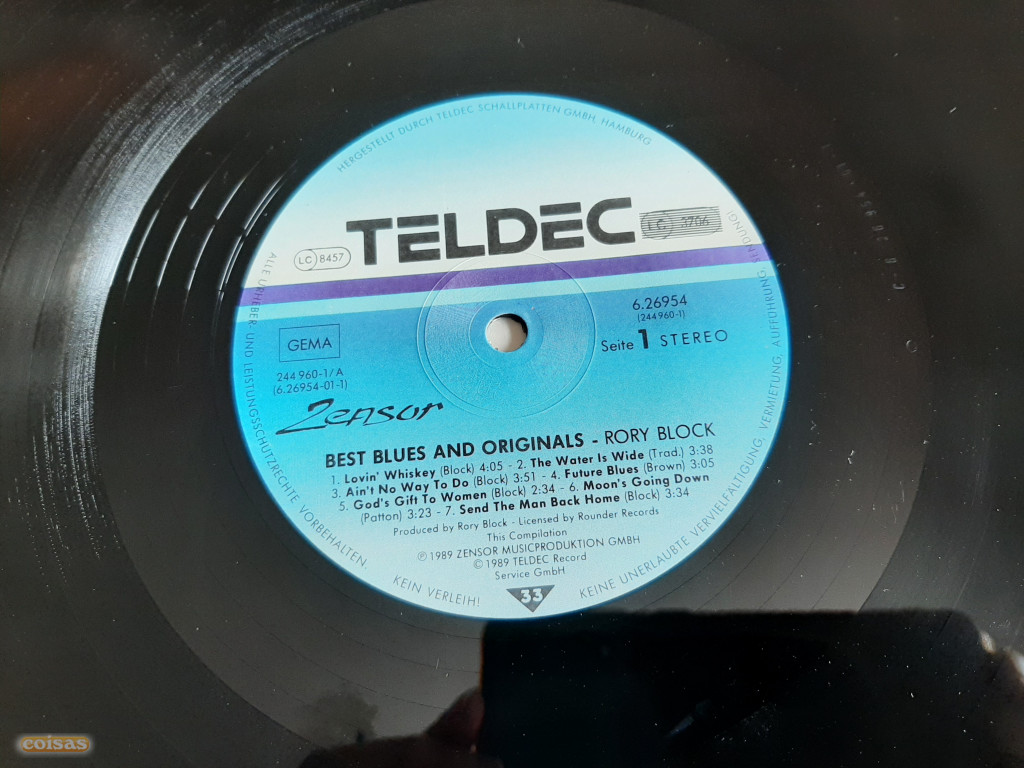 HERGESTELLT DURCH TELDEC SCHALLPLATTEN GMBH, HAMBURG
TELDEC
LC 8457
LC 3706
GEMA
6.26954
(244 960-1)
Seite 1 STEREO
244 960-1/A
(6.26954-01-1)
Zensor
BEST BLUES AND ORIGINALS - RORY BLOCK
1. Lovin' Whiskey (Block) 4:05 - 2. The Water Is Wide (Trad.) 3:38
3. Ain't No Way To Do (Block) 3:51 - 4. Future Blues (Brown) 3:05
5. God's Gift To Women (Block) 2:34 - 6. Moon's Going Down
(Patton) 3:23 - 7. Send The Man Back Home (Block) 3:34
Produced by Rory Block - Licensed by Rounder Records
This Compilation
℗ 1989 ZENSOR MUSICPRODUKTION GMBH
© 1989 TELDEC Record
Service GmbH
33
ALLE URHEBER- UND LEISTUNGSSCHUTZRECHTE VORBEHALTEN.
KEIN VERLEIH!
KEINE UNERLAUBTE VERVIELFÄLTIGUNG, VERMIETUNG, AUFFÜHRUNG, SENDUNG!
coisas